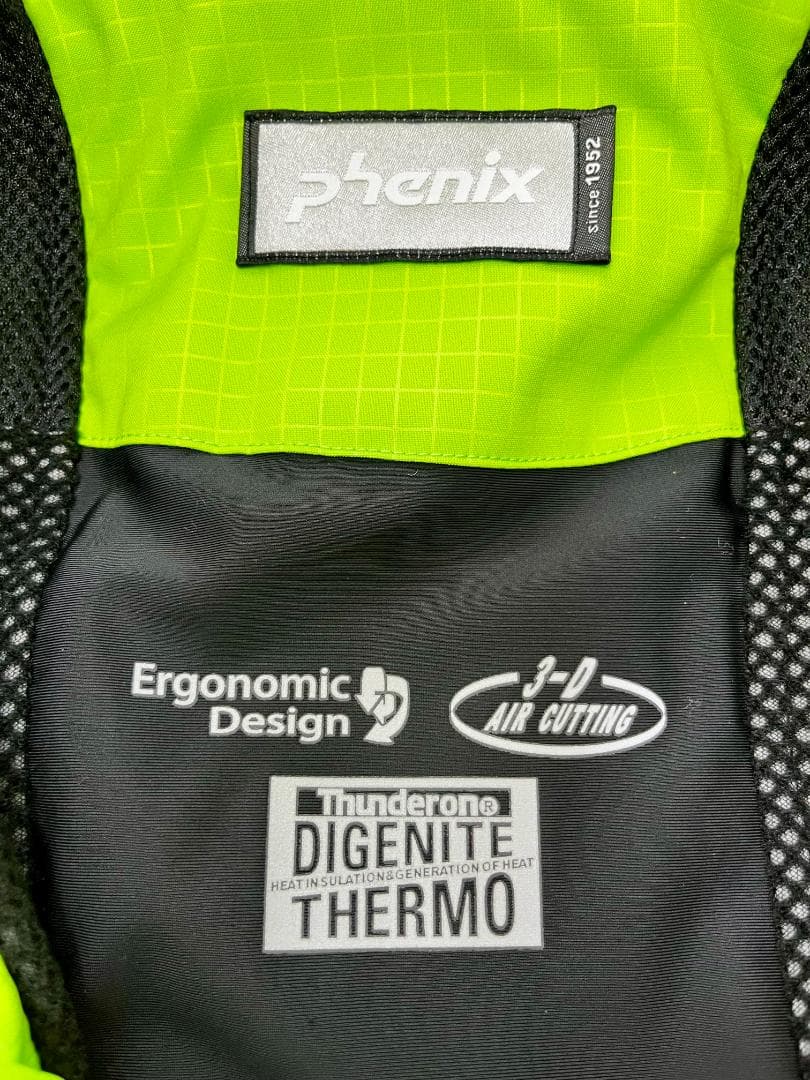 phenix
since 1952
Ergonomic
Design
3-D
AIR CUTTING
Thunderon®
DIGENITE
HEAT INSULATION&GENERATION OF HEAT
THERMO